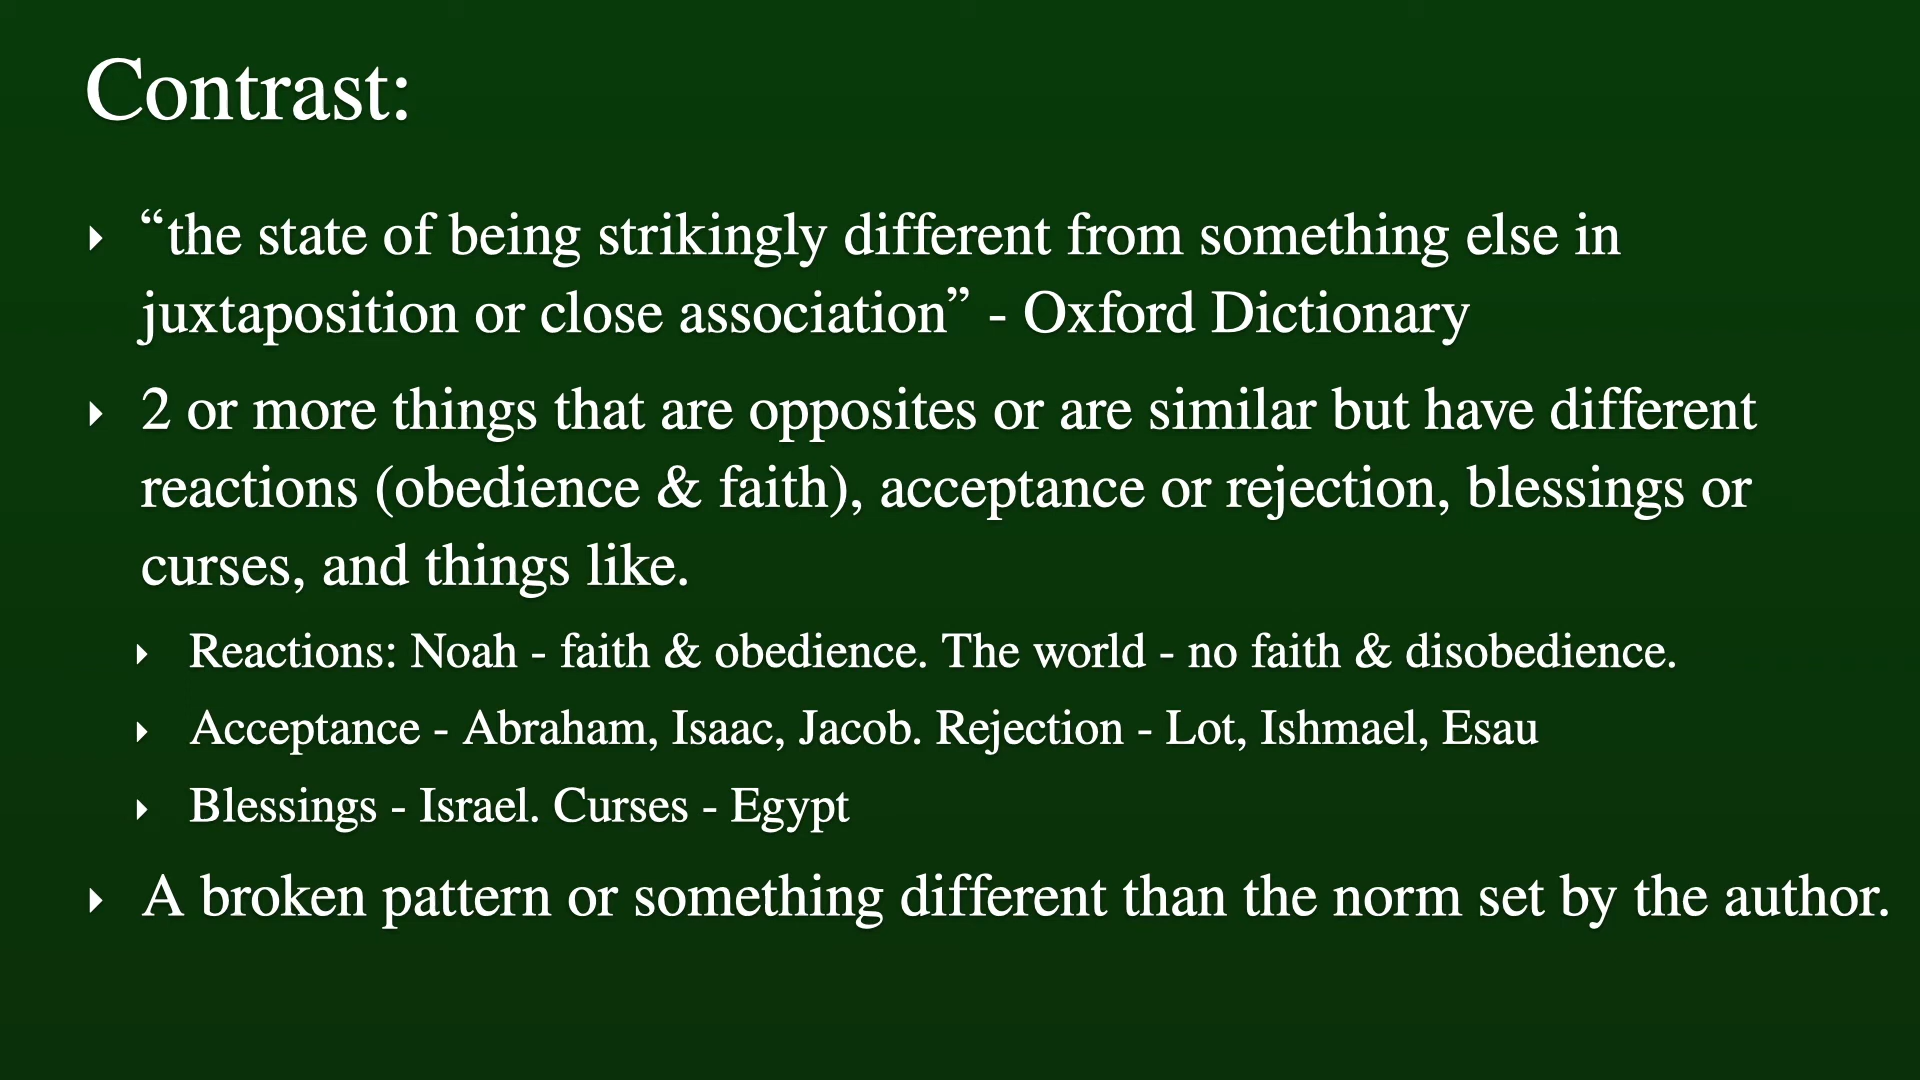 Contrast:
“the state of being strikingly different from something else in
juxtaposition or close association” - Oxford Dictionary
2 or more things that are opposites or are similar but have different
reactions (obedience & faith), acceptance or rejection, blessings or
curses, and things like.
Reactions: Noah - faith & obedience. The world - no faith & disobedience.
Acceptance - Abraham, Isaac, Jacob. Rejection - Lot, Ishmael, Esau
Blessings - Israel. Curses - Egypt
A broken pattern or something different than the norm set by the author.